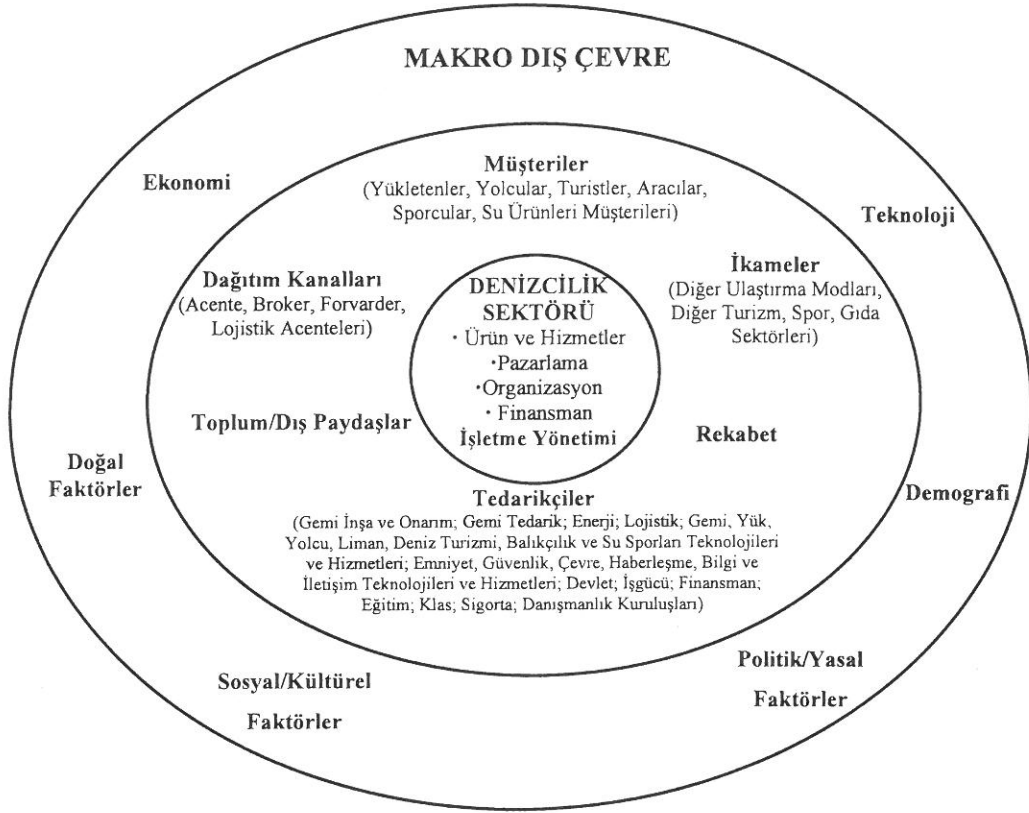 MAKRO DIŞ ÇEVRE
Ekonomi
Teknoloji
Müşteriler
(Yükletenler, Yolcular, Turistler, Aracılar,
Sporcular, Su Ürünleri Müşterileri)
Dağıtım Kanalları
(Acente, Broker, Forvarder,
Lojistik Acenteleri)
DENİZCİLİK
SEKTÖRÜ
· Ürün ve Hizmetler
·Pazarlama
·Organizasyon
· Finansman
İşletme Yönetimi
İkameler
(Diğer Ulaştırma Modları,
Diğer Turizm, Spor, Gıda
Sektörleri)
Toplum/Dış Paydaşlar
Rekabet
Doğal
Faktörler
Demografi
Tedarikçiler
(Gemi İnşa ve Onarım; Gemi Tedarik; Enerji; Lojistik; Gemi, Yük,
Yolcu, Liman, Deniz Turizmi, Balıkçılık ve Su Sporları Teknolojileri
ve Hizmetleri; Emniyet, Güvenlik, Çevre, Haberleşme, Bilgi ve
İletişim Teknolojileri ve Hizmetleri; Devlet; İşgücü; Finansman;
Eğitim; Klas; Sigorta; Danışmanlık Kuruluşları)
Sosyal/Kültürel
Faktörler
Politik/Yasal
Faktörler